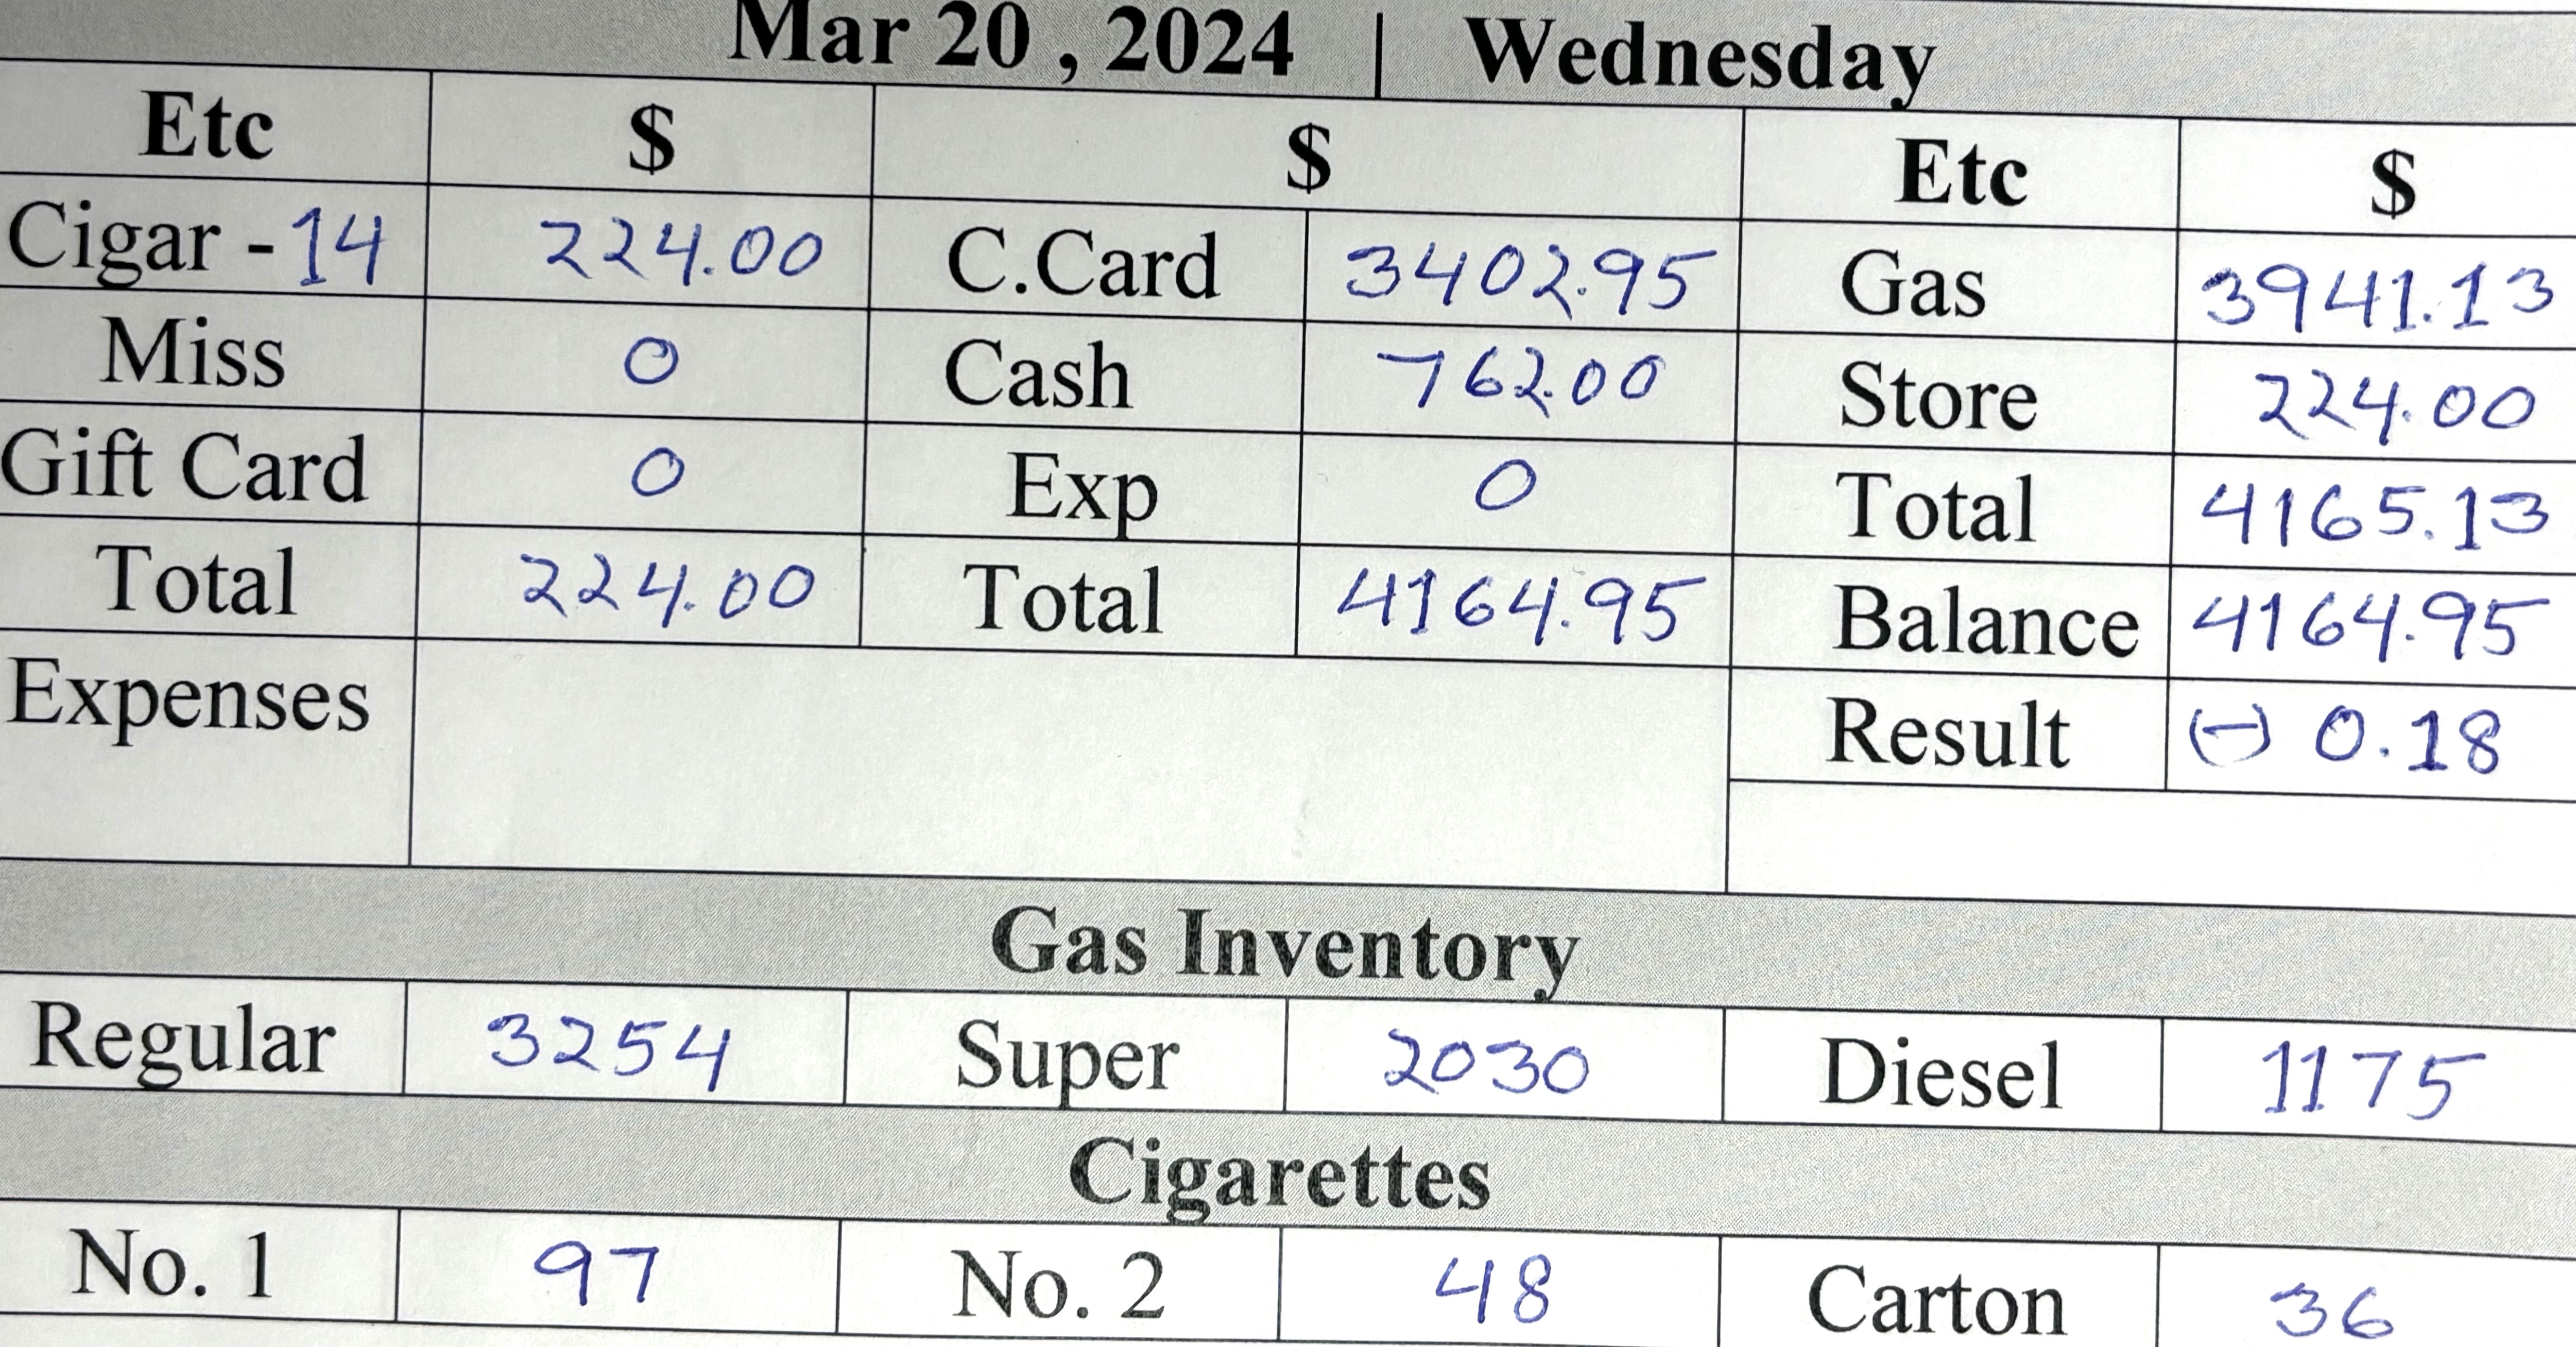 Mar 20 , 2024 | Wednesday
Etc $ $ Etc $
Cigar - 14 224.00 C.Card 3402.95 Gas 3941.13
Miss 0 Cash 762.00 Store 224.00
Gift Card 0 Exp 0 Total 4165.13
Total 224.00 Total 4164.95 Balance 4164.95
Expenses Result (-) 0.18
Gas Inventory
Regular 3254 Super 2030 Diesel 1175
Cigarettes
No. 1 97 No. 2 48 Carton 36